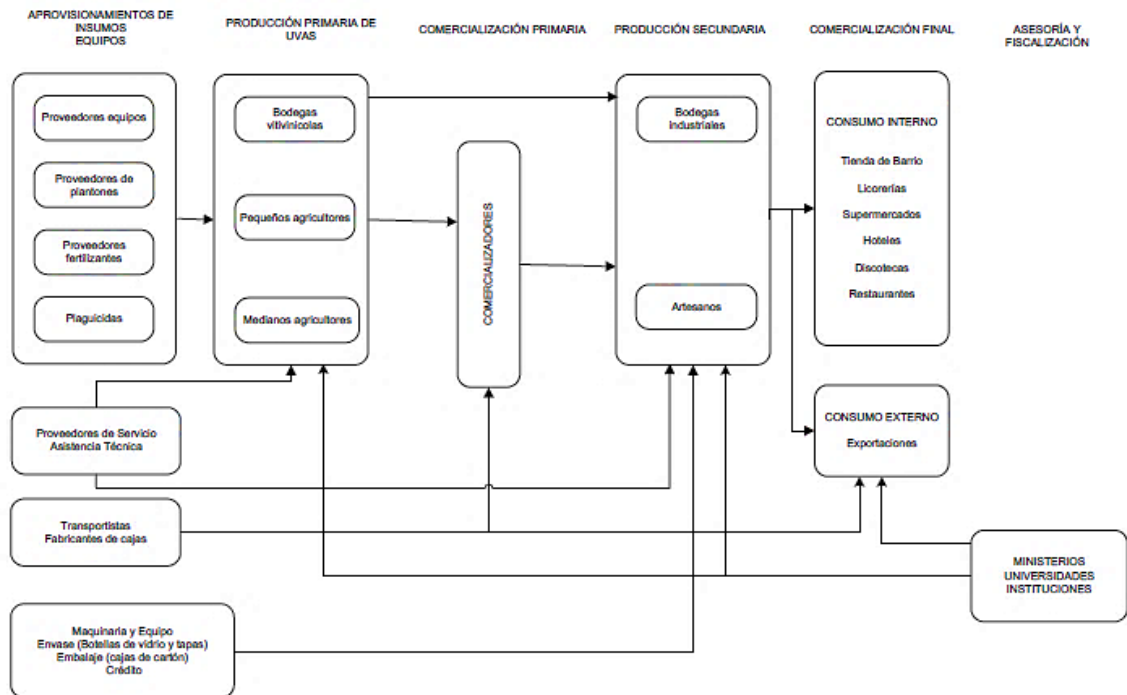 APROVISIONAMIENTOS DE
INSUMOS
EQUIPOS
PRODUCCIÓN PRIMARIA DE
UVAS
COMERCIALIZACIÓN PRIMARIA
PRODUCCIÓN SECUNDARIA
COMERCIALIZACIÓN FINAL
ASESORÍA Y
FISCALIZACIÓN
Proveedores equipos
Proveedores de
plantones
Proveedores
fertilizantes
Plaguicidas
Bodegas
vitivinicolas
Pequeños agricultores
Medianos agricultores
COMERCIALIZADORES
Bodegas
industriales
Artesanos
CONSUMO INTERNO
Tienda de Barrio
Licorerías
Supermercados
Hoteles
Discotecas
Restaurantes
CONSUMO EXTERNO
Exportaciones
Proveedores de Servicio
Asistencia Técnica
Transportistas
Fabricantes de cajas
MINISTERIOS
UNIVERSIDADES
INSTITUCIONES
Maquinaria y Equipo
Envase (Botellas de vidrio y tapas)
Embalaje (cajas de cartón)
Crédito